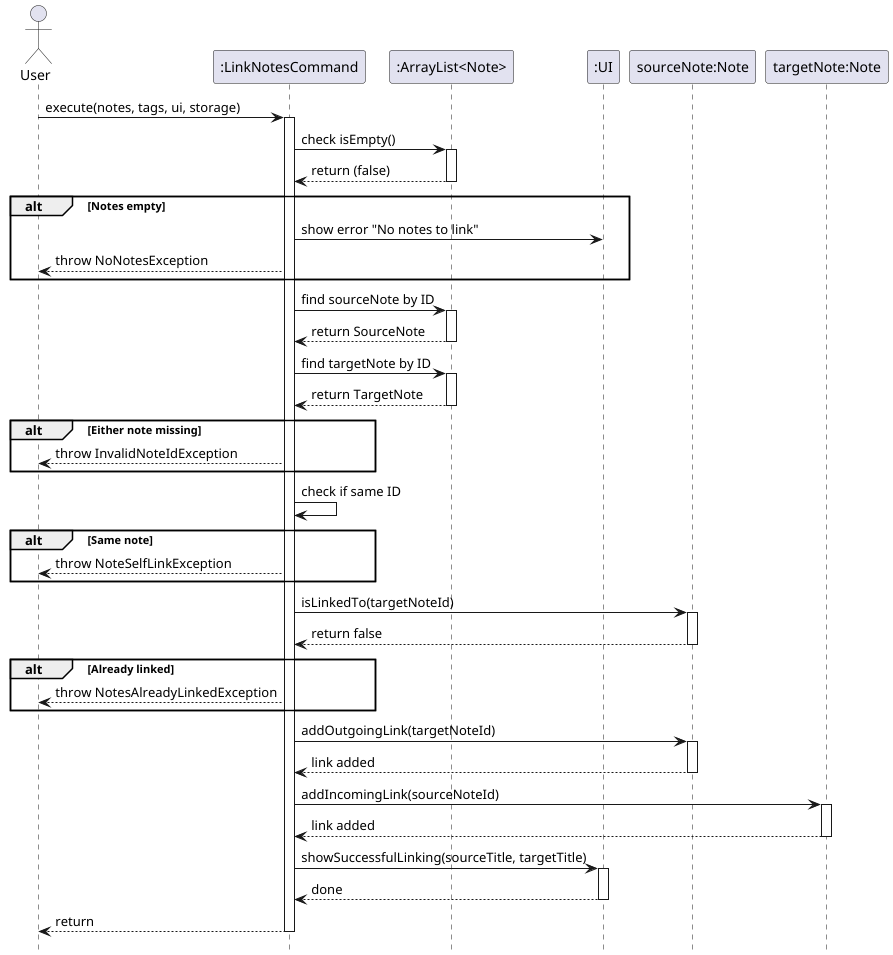 User
:LinkNotesCommand
:ArrayList<Note>
:UI
sourceNote:Note
targetNote:Note
execute(notes, tags, ui, storage)
check isEmpty()
return (false)
alt [Notes empty]
show error "No notes to link"
throw NoNotesException
find sourceNote by ID
return SourceNote
find targetNote by ID
return TargetNote
alt [Either note missing]
throw InvalidNoteIdException
check if same ID
alt [Same note]
throw NoteSelfLinkException
isLinkedTo(targetNoteId)
return false
alt [Already linked]
throw NotesAlreadyLinkedException
addOutgoingLink(targetNoteId)
link added
addIncomingLink(sourceNoteId)
link added
showSuccessfulLinking(sourceTitle, targetTitle)
done
return